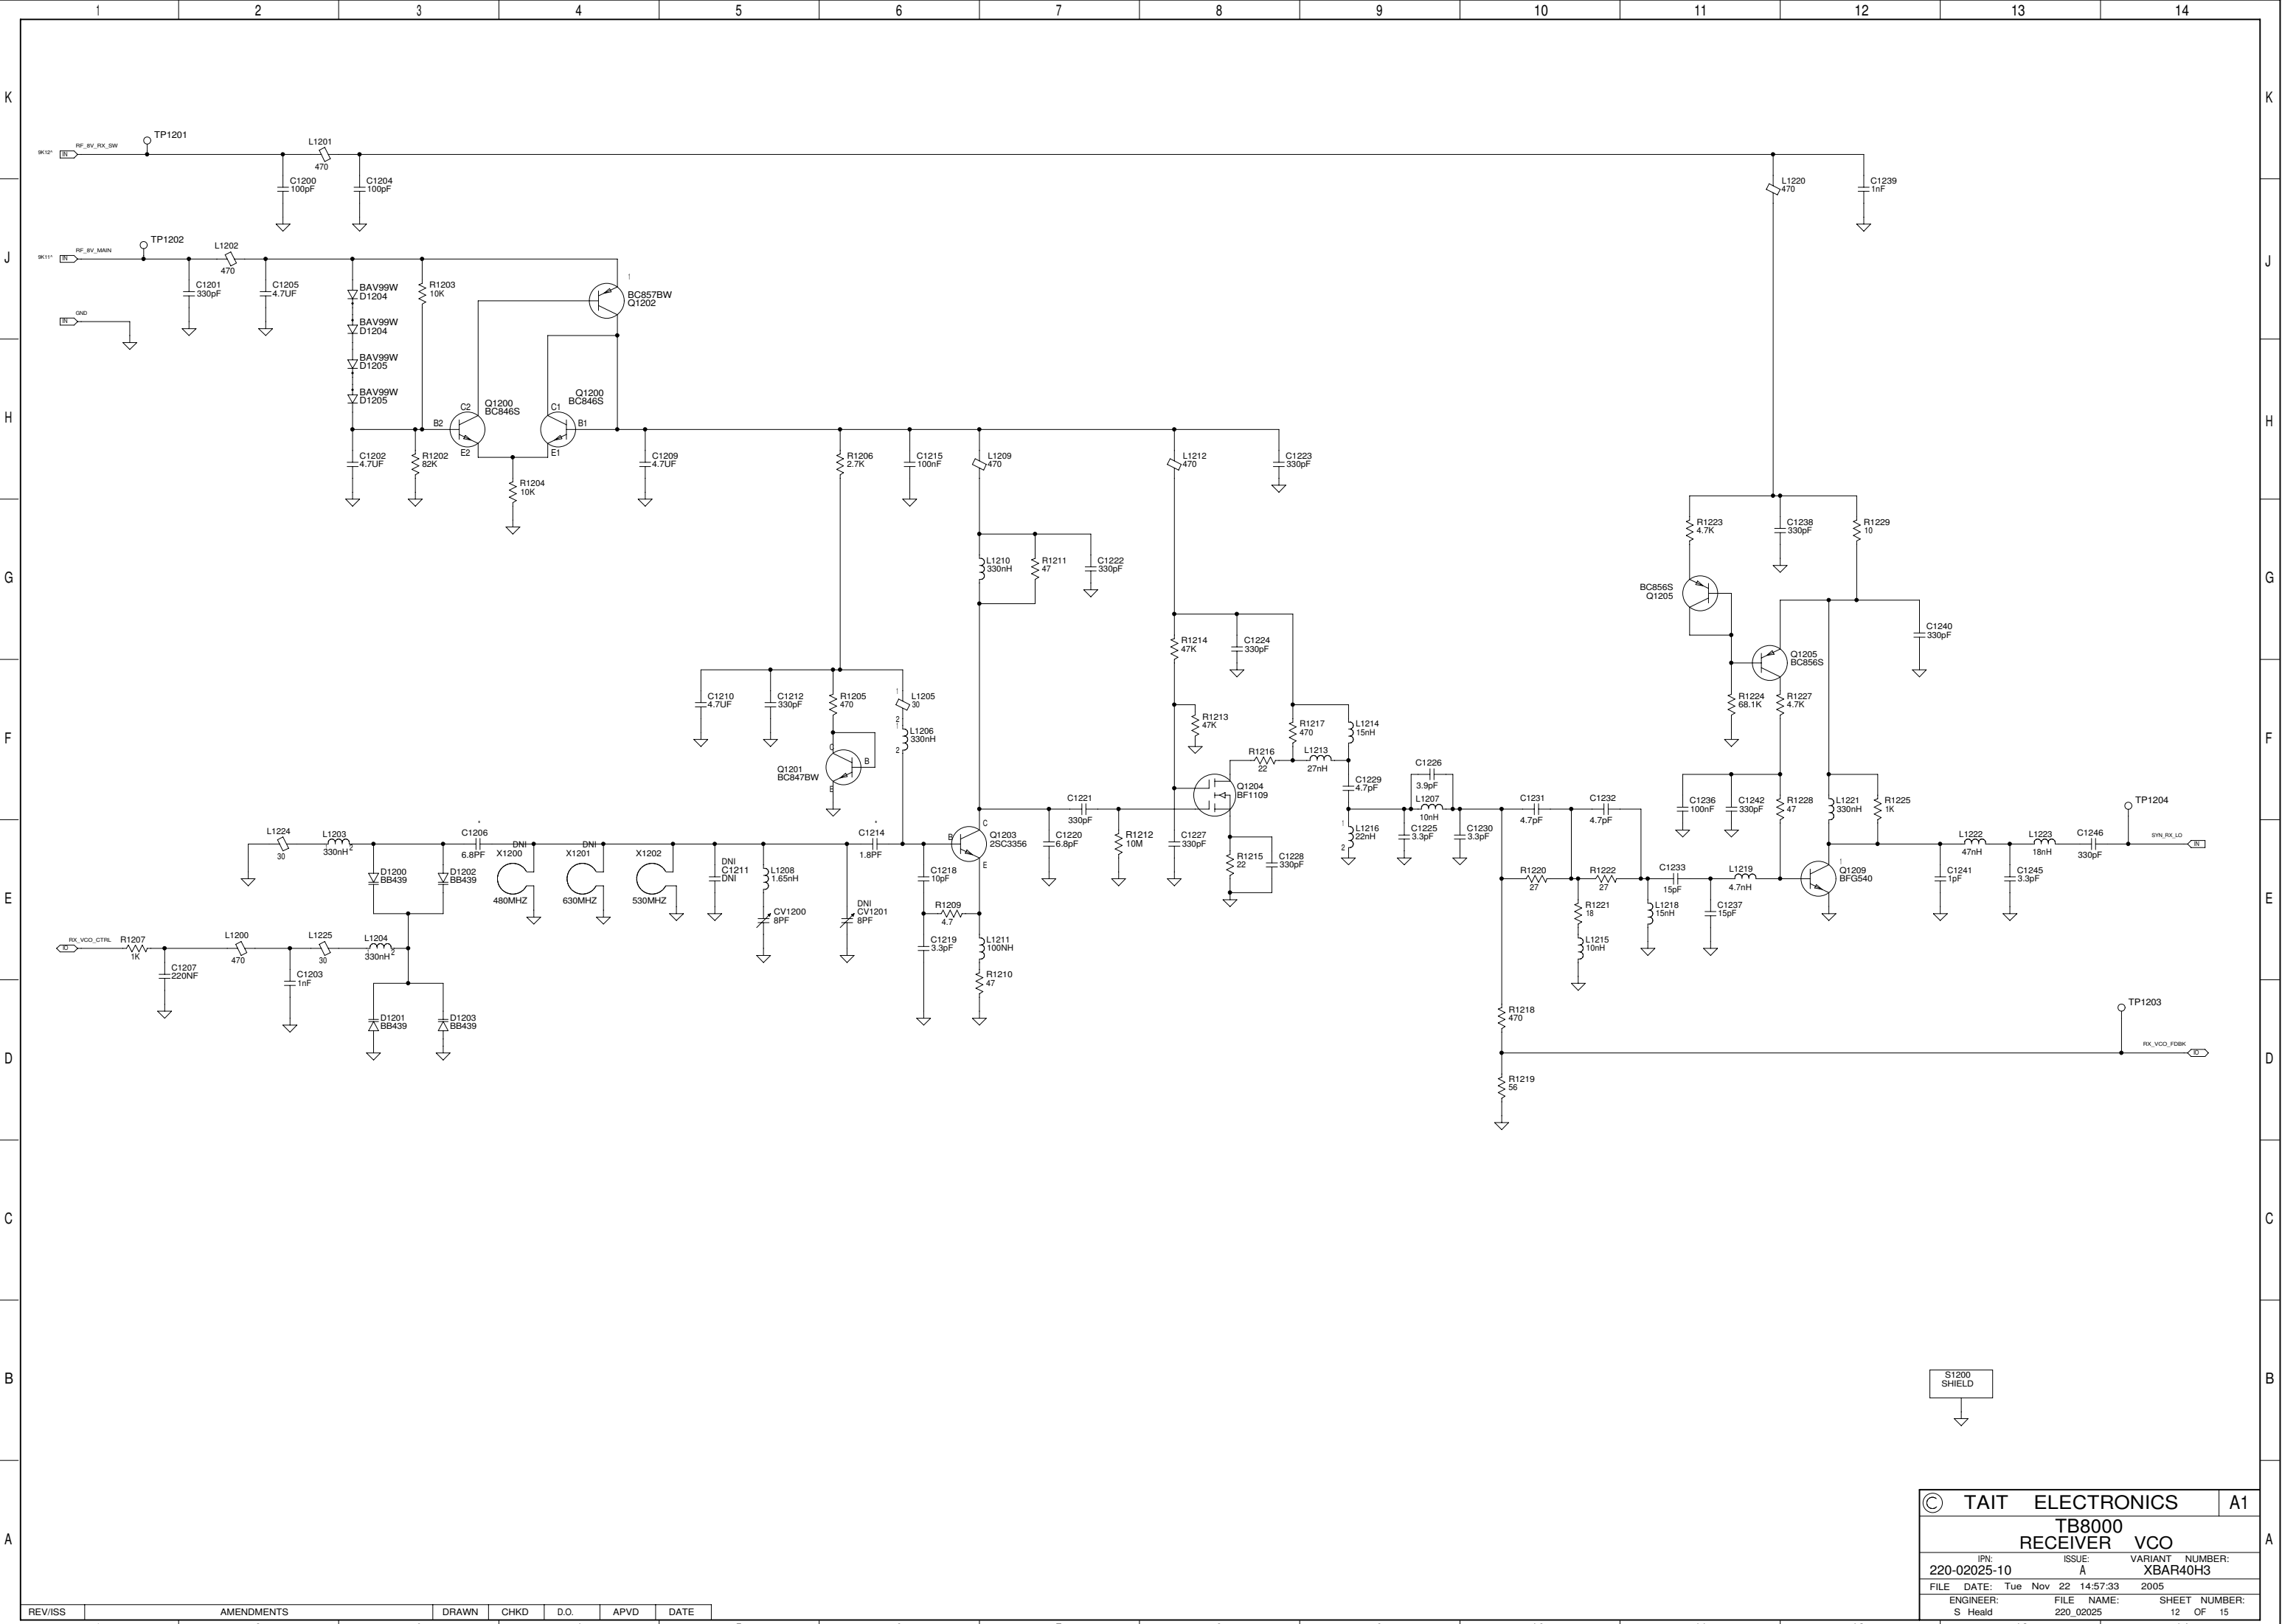 1 2 3 4 5 6 7 8 9 10 11 12 13 14
K
K
TP1201
RF_8V_RX_SW
9K12^
IN
L1201
470
C1200
100pF
C1204
100pF
L1220
470
C1239
1nF
J
J
TP1202
RF_8V_MAIN
9K11^
IN
L1202
470
C1201
330pF
C1205
4.7UF
BAV99W
D1204
R1203
10K
1
BC857BW
Q1202
GND
IN
BAV99W
D1204
BAV99W
D1205
BAV99W
D1205
H
H
C2
Q1200
BC846S
B2
E2
Q1200
BC846S
C1
B1
E1
C1202
4.7UF
R1202
82K
R1204
10K
C1209
4.7UF
R1206
2.7K
C1215
100nF
L1209
470
L1212
470
C1223
330pF
G
G
R1223
4.7K
C1238
330pF
R1229
10
L1210
330nH
R1211
47
C1222
330pF
BC856S
Q1205
R1214
47K
C1224
330pF
C1240
330pF
Q1205
BC856S
F
F
C1210
4.7UF
C1212
330pF
R1205
470
1
L1205
30
2
1
L1206
330nH
2
C
Q1201
BC847BW
B
E
R1213
47K
R1217
470
L1214
15nH
R1216
22
L1213
27nH
R1224
68.1K
R1227
4.7K
Q1204
BF1109
C1229
4.7pF
C1226
3.9pF
L1207
10nH
C1221
330pF
C1231
4.7pF
C1232
4.7pF
C1236
100nF
C1242
330pF
R1228
47
L1221
330nH
R1225
1K
TP1204
E
E
L1224
30
L1203
330nH
2
*
C1206
6.8PF
DNI
X1200
480MHZ
DNI
X1201
630MHZ
X1202
530MHZ
DNI
C1211
DNI
L1208
1.65nH
CV1200
8PF
DNI
CV1201
8PF
*
C1214
1.8PF
C
B
Q1203
2SC3356
E
C1220
6.8pF
R1212
10M
C1227
330pF
R1215
22
C1228
330pF
1
L1216
22nH
2
C1225
3.3pF
C1230
3.3pF
D1200
BB439
D1202
BB439
C1218
10pF
R1209
4.7
C1219
3.3pF
L1211
100NH
R1210
47
R1220
27
R1222
27
R1221
18
L1215
10nH
C1233
15pF
L1218
15nH
C1237
15pF
L1219
4.7nH
1
Q1209
BFG540
L1222
47nH
L1223
18nH
C1246
330pF
SYN_RX_LO
IN
C1241
1pF
C1245
3.3pF
RX_VCO_CTRL
IO
R1207
1K
C1207
220NF
L1200
470
C1203
1nF
L1225
30
L1204
330nH
2
D
D
D1201
BB439
D1203
BB439
R1218
470
R1219
56
TP1203
RX_VCO_FDBK
IO
C
C
B
B
S1200
SHIELD
A
A
© TAIT ELECTRONICS A1
TB8000
RECEIVER VCO
IPN: ISSUE: VARIANT NUMBER:
220-02025-10 A XBAR40H3
FILE DATE: Tue Nov 22 14:57:33 2005
ENGINEER: FILE NAME: SHEET NUMBER:
S Heald 220_02025 12 OF 15
REV/ISS AMENDMENTS DRAWN CHKD D.O. APVD DATE